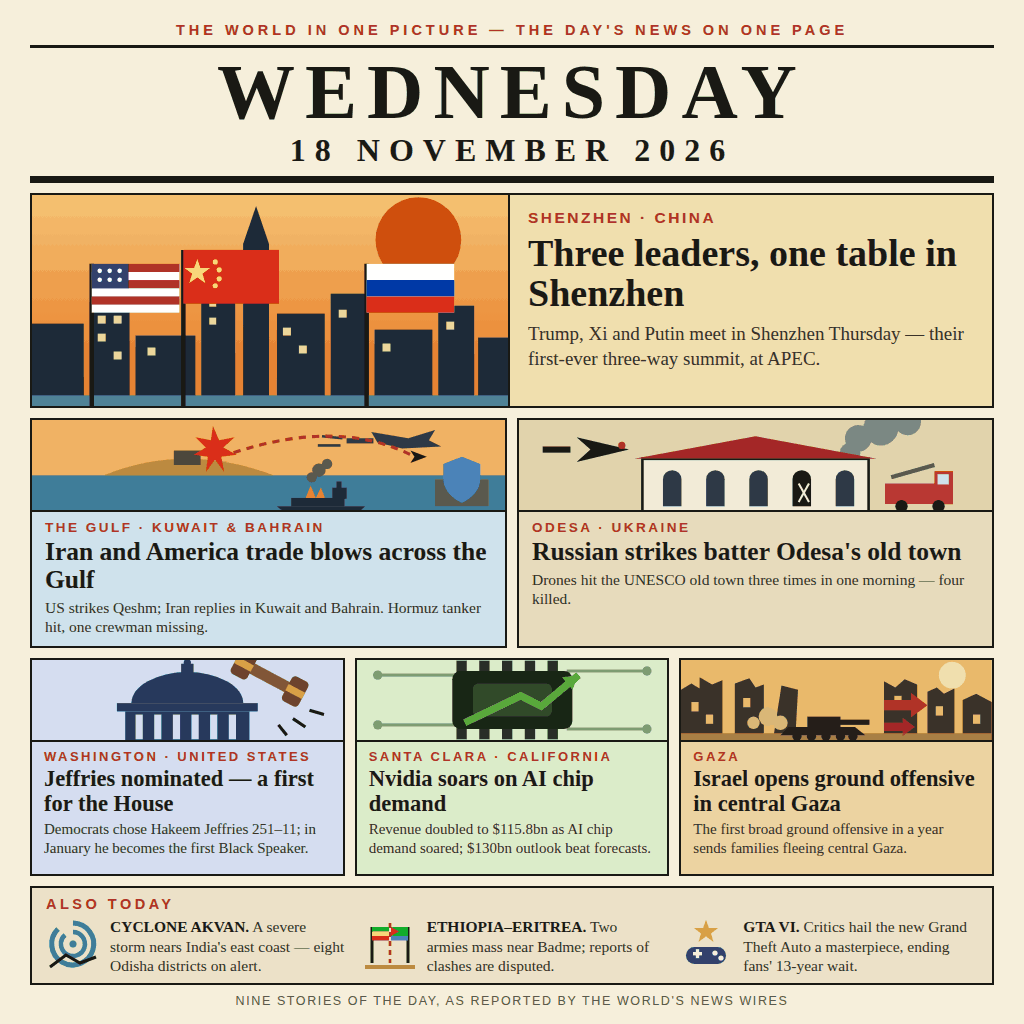 THE WORLD IN ONE PICTURE — THE DAY'S NEWS ON ONE PAGE
WEDNESDAY
18 NOVEMBER 2026
SHENZHEN · CHINA
Three leaders, one table in
Shenzhen
Trump, Xi and Putin meet in Shenzhen Thursday — their
first-ever three-way summit, at APEC.
THE GULF · KUWAIT & BAHRAIN
Iran and America trade blows across the
Gulf
US strikes Qeshm; Iran replies in Kuwait and Bahrain. Hormuz tanker
hit, one crewman missing.
ODESA · UKRAINE
Russian strikes batter Odesa's old town
Drones hit the UNESCO old town three times in one morning — four
killed.
WASHINGTON · UNITED STATES
Jeffries nominated — a first
for the House
Democrats chose Hakeem Jeffries 251–11; in
January he becomes the first Black Speaker.
SANTA CLARA · CALIFORNIA
Nvidia soars on AI chip
demand
Revenue doubled to $115.8bn as AI chip
demand soared; $130bn outlook beat forecasts.
GAZA
Israel opens ground offensive
in central Gaza
The first broad ground offensive in a year
sends families fleeing central Gaza.
ALSO TODAY
CYCLONE AKVAN. A severe
storm nears India's east coast — eight
Odisha districts on alert.
ETHIOPIA–ERITREA. Two
armies mass near Badme; reports of
clashes are disputed.
GTA VI. Critics hail the new Grand
Theft Auto a masterpiece, ending
fans' 13-year wait.
NINE STORIES OF THE DAY, AS REPORTED BY THE WORLD'S NEWS WIRES